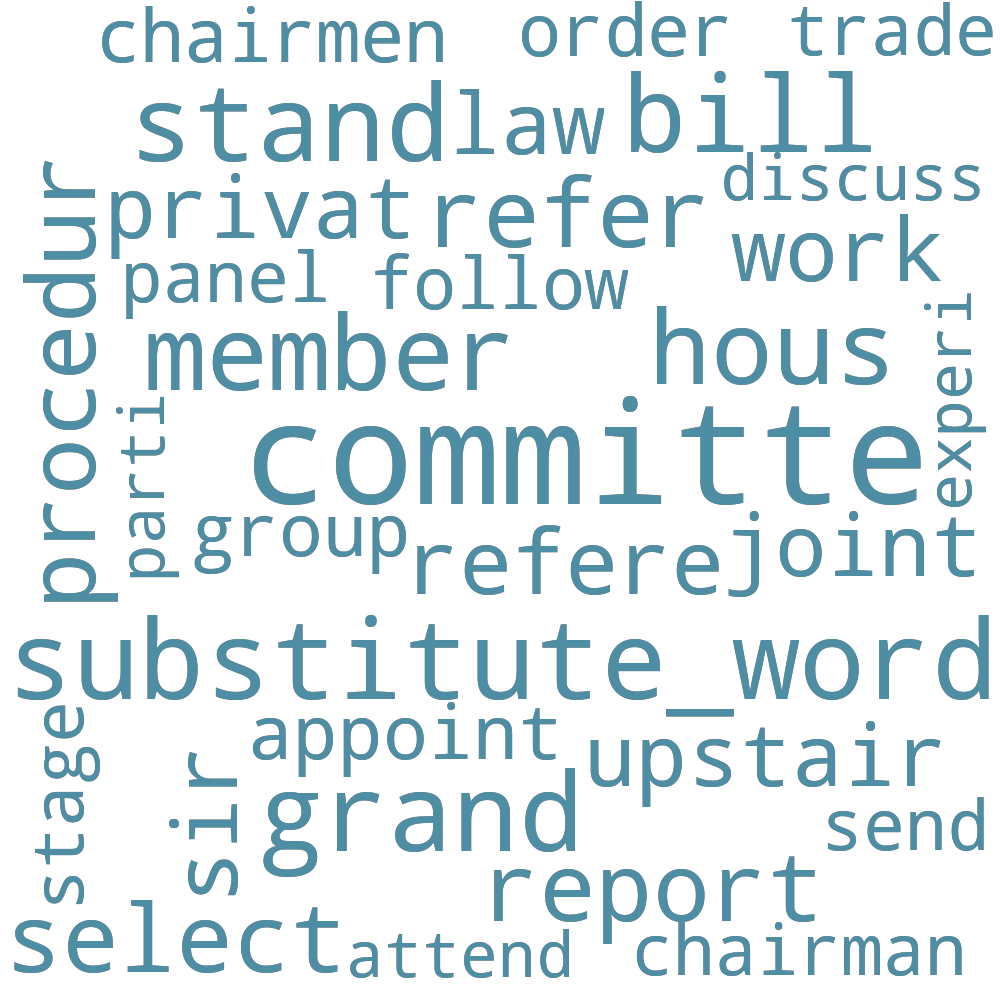 chairmen order trade
stand law bill
procedur privat refer discuss
panel follow work
member hous experi
parti committe
group refere joint
substitute_word
stage appoint upstair
sir grand send
report
select attend chairman